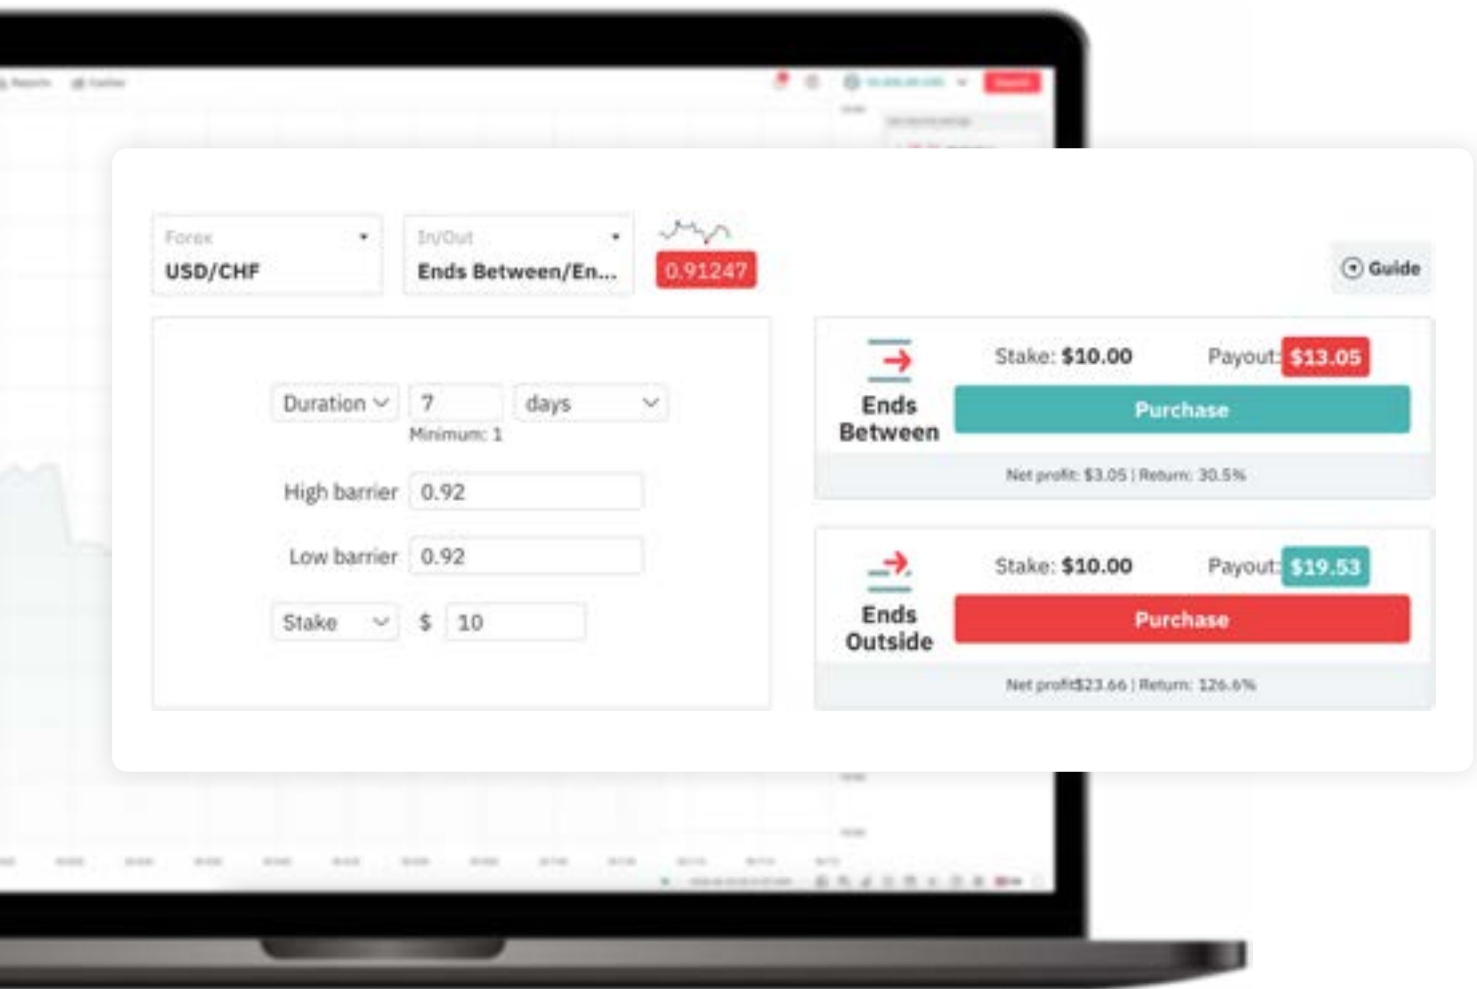 Reports
Cashier
Forex
USD/CHF
In/Out
Ends Between/En...
0.91247
Guide
Duration 7 days
Minimum: 1
High barrier 0.92
Low barrier 0.92
Stake $ 10
Ends
Between
Stake: $10.00 Payout: $13.05
Purchase
Net profit: $3.05 | Return: 30.5%
Ends
Outside
Stake: $10.00 Payout: $19.53
Purchase
Net profit$23.66 | Return: 126.6%